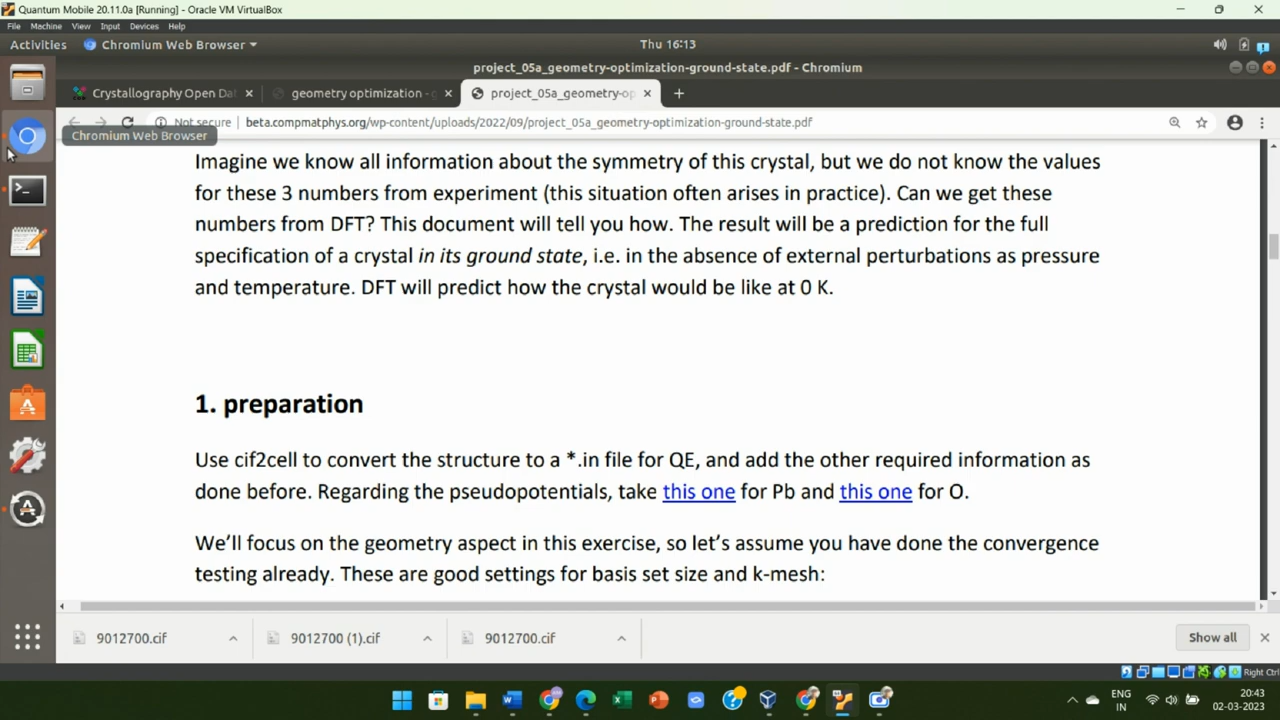 Quantum Mobile 20.11.0a [Running] - Oracle VM VirtualBox
File Machine View Input Devices Help
Activities Chromium Web Browser Thu 16:13
project_05a_geometry-optimization-ground-state.pdf - Chromium
Crystallography Open Dat geometry optimization - g project_05a_geometry-op
Not secure beta.compmatphys.org/wp-content/uploads/2022/09/project_05a_geometry-optimization-ground-state.pdf
Chromium Web Browser
Imagine we know all information about the symmetry of this crystal, but we do not know the values
for these 3 numbers from experiment (this situation often arises in practice). Can we get these
numbers from DFT? This document will tell you how. The result will be a prediction for the full
specification of a crystal in its ground state, i.e. in the absence of external perturbations as pressure
and temperature. DFT will predict how the crystal would be like at 0 K.
1. preparation
Use cif2cell to convert the structure to a *.in file for QE, and add the other required information as
done before. Regarding the pseudopotentials, take this one for Pb and this one for O.
We'll focus on the geometry aspect in this exercise, so let's assume you have done the convergence
testing already. These are good settings for basis set size and k-mesh:
9012700.cif 9012700 (1).cif 9012700.cif Show all
Right Ctrl
ENG
IN
20:43
02-03-2023